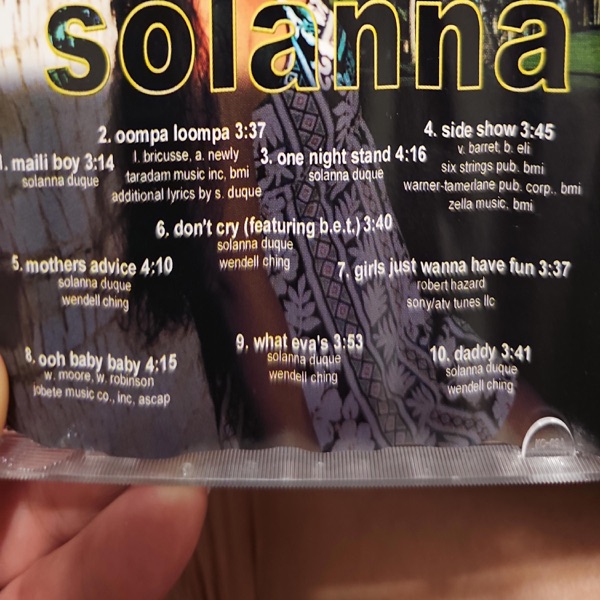 solanna
1. maili boy 3:14
solanna duque
2. oompa loompa 3:37
l. bricusse, a. newly
taradam music inc, bmi
additional lyrics by s. duque
3. one night stand 4:16
solanna duque
4. side show 3:45
v. barret, b. eli
six strings pub. bmi
warner-tamerlane pub. corp., bmi
zella music, bmi
5. mothers advice 4:10
solanna duque
wendell ching
6. don't cry (featuring b.e.t.) 3:40
solanna duque
wendell ching
7. girls just wanna have fun 3:37
robert hazard
sony/atv tunes llc
8. ooh baby baby 4:15
w. moore, w. robinson
jobete music co., inc, ascap
9. what eva's 3:53
solanna duque
wendell ching
10. daddy 3:41
solanna duque
wendell ching